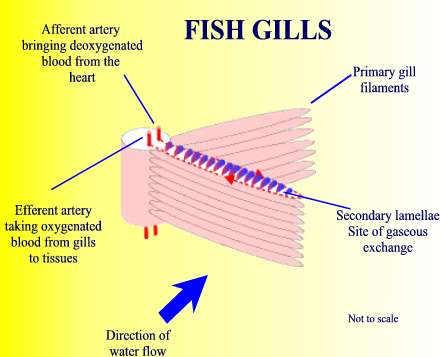 FISH GILLS
Afferent artery
bringing deoxygenated
blood from the
heart
Primary gill
filaments
Efferent artery
taking oxygenated
blood from gills
to tissues
Secondary lamellae
Site of gaseous
exchange
Direction of
water flow
Not to scale